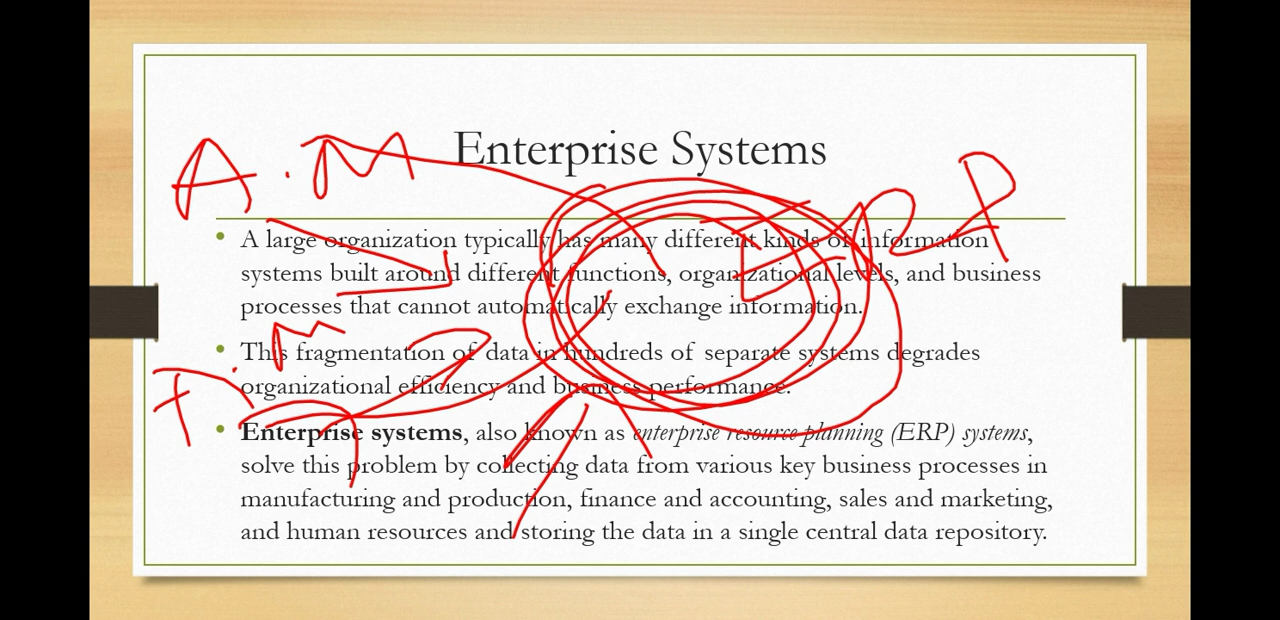 Enterprise Systems
A.M
ERP
• A large organization typically has many different kinds of information
systems built around different functions, organizational levels, and business
processes that cannot automatically exchange information.
• This fragmentation of data in hundreds of separate systems degrades
organizational efficiency and business performance.
F.M
• Enterprise systems, also known as enterprise resource planning (ERP) systems,
solve this problem by collecting data from various key business processes in
manufacturing and production, finance and accounting, sales and marketing,
and human resources and storing the data in a single central data repository.